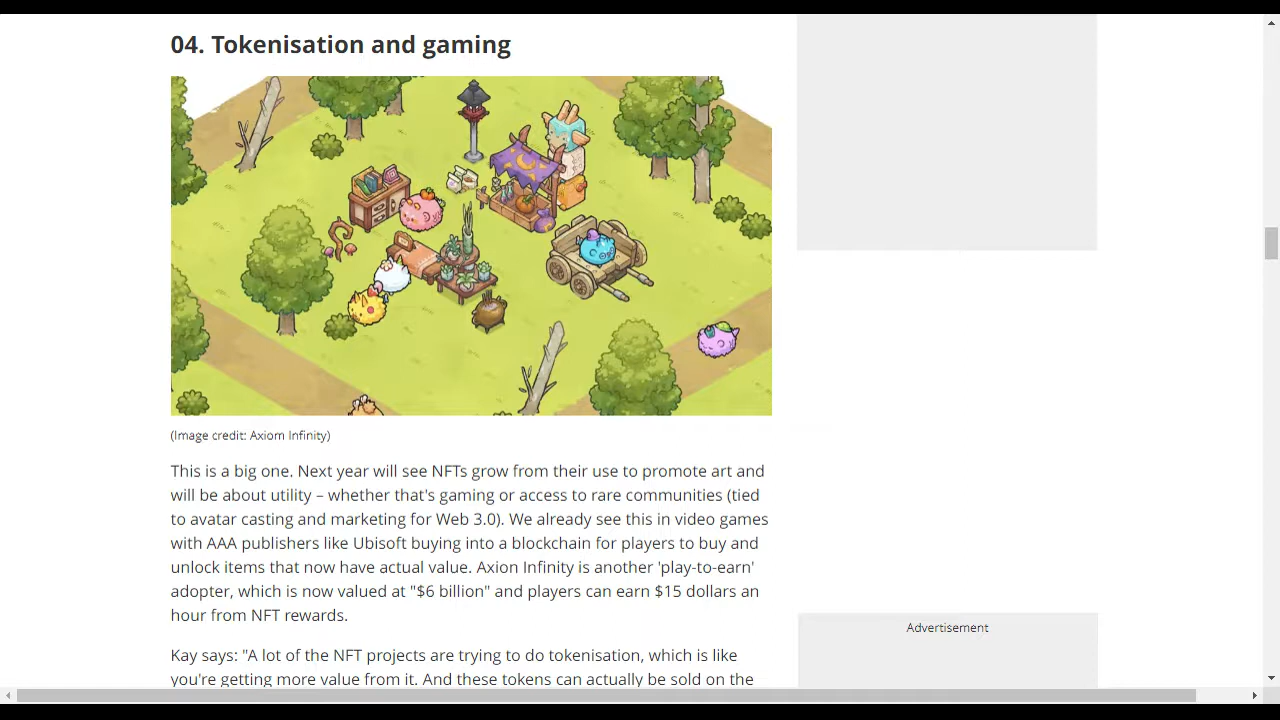 04. Tokenisation and gaming
(Image credit: Axiom Infinity)
This is a big one. Next year will see NFTs grow from their use to promote art and
will be about utility – whether that's gaming or access to rare communities (tied
to avatar casting and marketing for Web 3.0). We already see this in video games
with AAA publishers like Ubisoft buying into a blockchain for players to buy and
unlock items that now have actual value. Axion Infinity is another 'play-to-earn'
adopter, which is now valued at "$6 billion" and players can earn $15 dollars an
hour from NFT rewards.
Kay says: "A lot of the NFT projects are trying to do tokenisation, which is like
you're getting more value from it. And these tokens can actually be sold on the
Advertisement